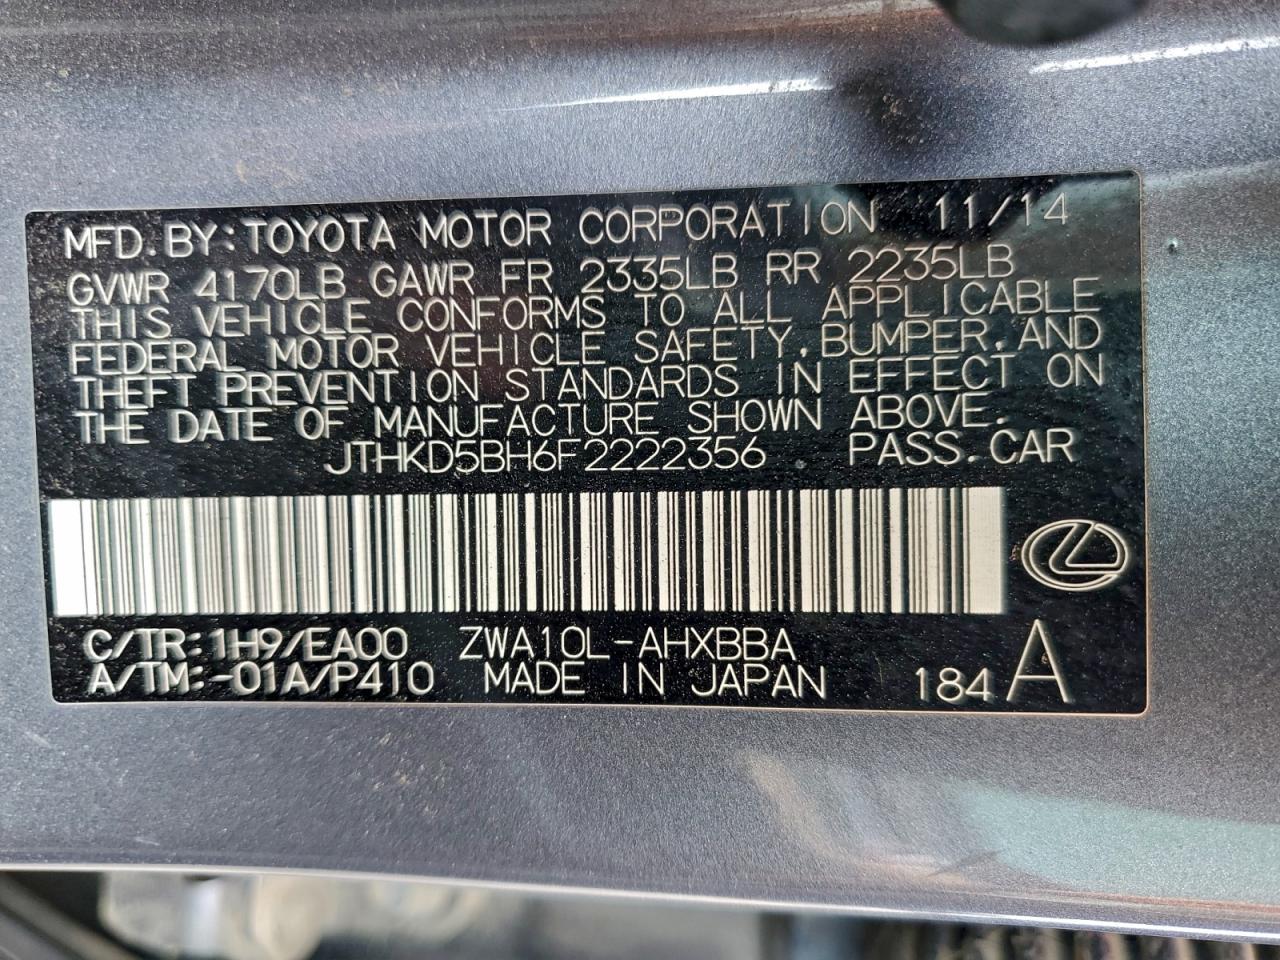 MFD. BY: TOYOTA MOTOR CORPORATION 11/14
GVWR 4170LB GAWR FR 2335LB RR 2235LB
THIS VEHICLE CONFORMS TO ALL APPLICABLE
FEDERAL MOTOR VEHICLE SAFETY, BUMPER, AND
THEFT PREVENTION STANDARDS IN EFFECT ON
THE DATE OF MANUFACTURE SHOWN ABOVE.
JTHKD5BH6F2222356 PASS. CAR
C/TR: 1H9/EA00 ZWA10L-AHXBBA
A/TM: -01A/P410 MADE IN JAPAN 184 A